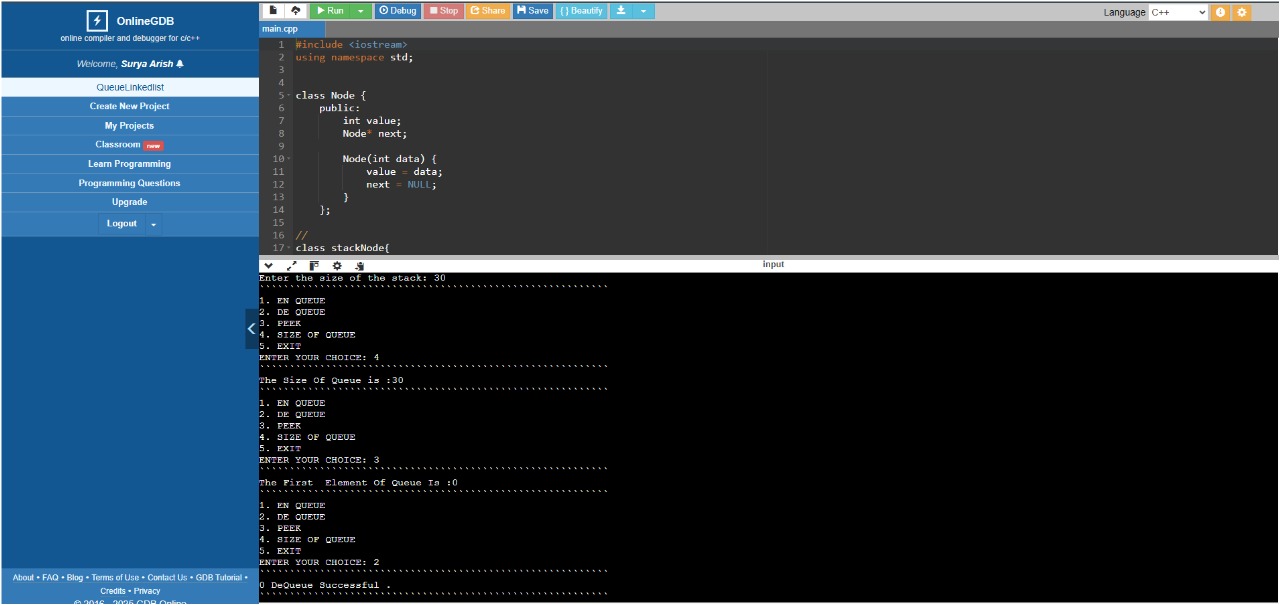 OnlineGDB
online compiler and debugger for c/c++
Welcome, Surya Arish
QueueLinkedlist
Create New Project
My Projects
Classroom new
Learn Programming
Programming Questions
Upgrade
Logout
About • FAQ • Blog • Terms of Use • Contact Us • GDB Tutorial •
Credits • Privacy
© 2016 - 2025 GDB Online
Run Debug Stop Share Save { } Beautify Language C++
main.cpp
1 #include <iostream>
2 using namespace std;
3
4
5 class Node {
6 public:
7 int value;
8 Node* next;
9
10 Node(int data) {
11 value = data;
12 next = NULL;
13 }
14 };
15
16 //
17 class stackNode{
input
Enter the size of the stack: 30
1. EN QUEUE
2. DE QUEUE
3. PEEK
4. SIZE OF QUEUE
5. EXIT
ENTER YOUR CHOICE: 4
The Size Of Queue is :30
1. EN QUEUE
2. DE QUEUE
3. PEEK
4. SIZE OF QUEUE
5. EXIT
ENTER YOUR CHOICE: 3
The First  Element Of Queue Is :0
1. EN QUEUE
2. DE QUEUE
3. PEEK
4. SIZE OF QUEUE
5. EXIT
ENTER YOUR CHOICE: 2
0 DeQueue Successful .